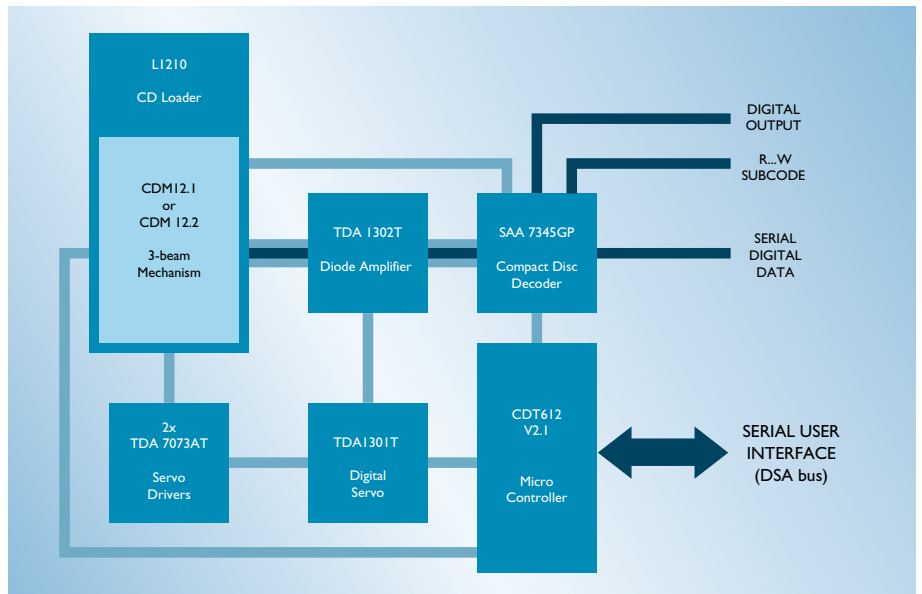 L1210
CD Loader
CDM12.1
or
CDM 12.2
3-beam
Mechanism
TDA 1302T
Diode Amplifier
SAA 7345GP
Compact Disc
Decoder
DIGITAL
OUTPUT
R...W
SUBCODE
SERIAL
DIGITAL
DATA
2x
TDA 7073AT
Servo
Drivers
TDA1301T
Digital
Servo
CDT612
V2.1
Micro
Controller
SERIAL USER
INTERFACE
(DSA bus)